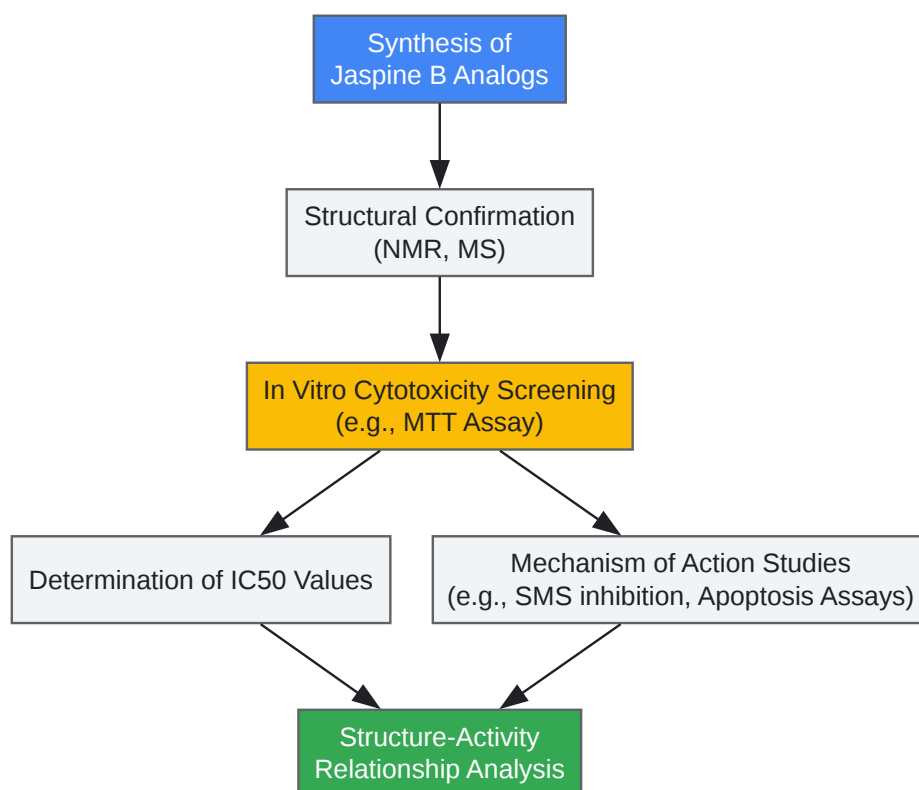 Synthesis of
Jaspine B Analogs
Structural Confirmation
(NMR, MS)
In Vitro Cytotoxicity Screening
(e.g., MTT Assay)
Determination of IC50 Values
Mechanism of Action Studies
(e.g., SMS inhibition, Apoptosis Assays)
Structure-Activity
Relationship Analysis